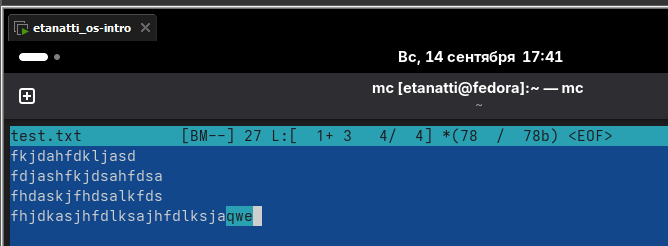 etanatti_os-intro
Вс, 14 сентября 17:41
mc [etanatti@fedora]:~ — mc
~
test.txt [BM--] 27 L:[ 1+ 3 4/ 4] *(78 / 78b) <EOF>
fkjdahfdkljasd
fdjashfkjdsahfdsa
fhdaskjfhdsalkfds
fhjdkasjhfdlksajhfdlksjaqwe